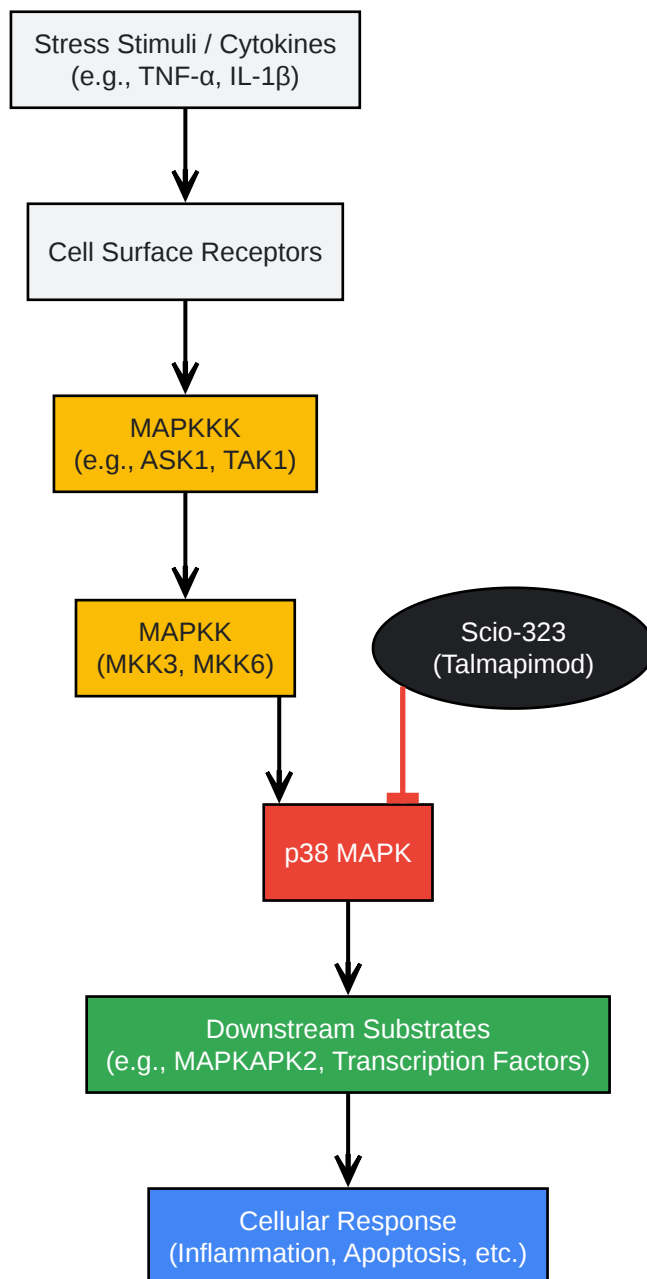 Stress Stimuli / Cytokines
(e.g., TNF-α, IL-1β)
Cell Surface Receptors
MAPKKK
(e.g., ASK1, TAK1)
MAPKK
(MKK3, MKK6)
Scio-323
(Talmapimod)
p38 MAPK
Downstream Substrates
(e.g., MAPKAPK2, Transcription Factors)
Cellular Response
(Inflammation, Apoptosis, etc.)